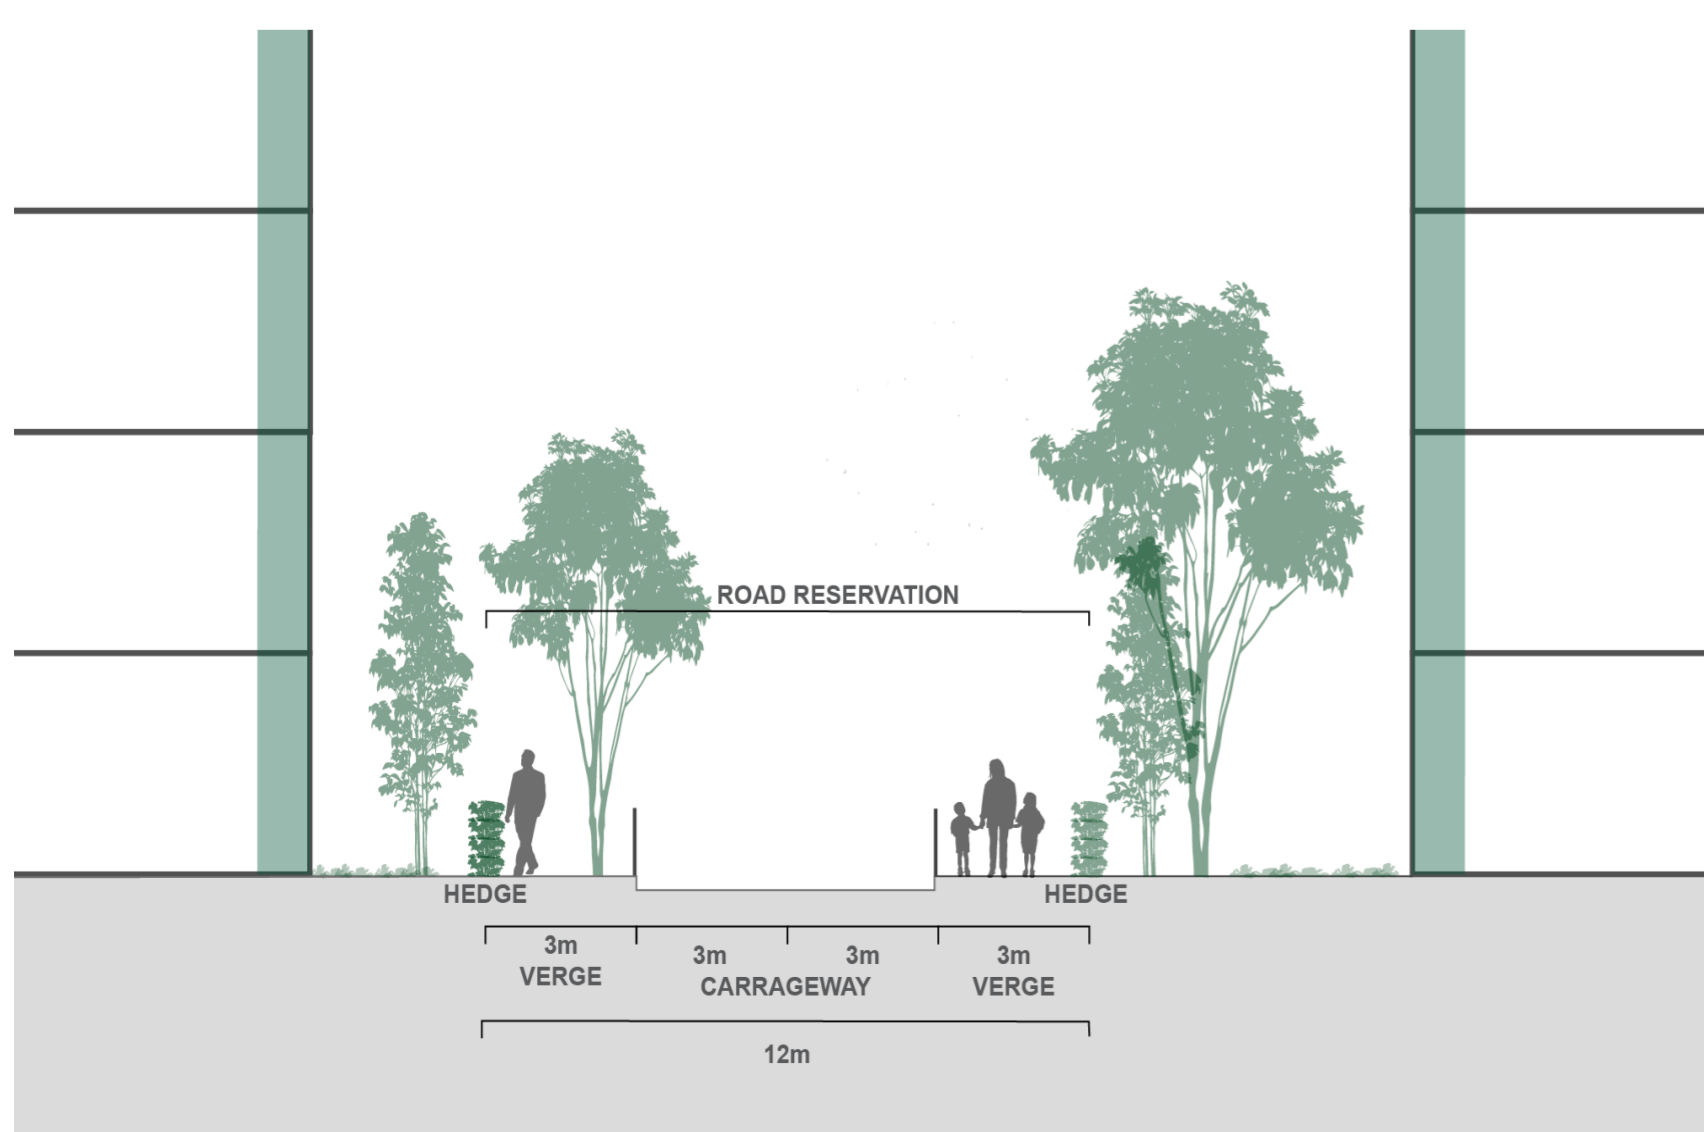 ROAD RESERVATION
HEDGE
HEDGE
3m
VERGE
3m
3m
CARRAGEWAY
3m
VERGE
12m